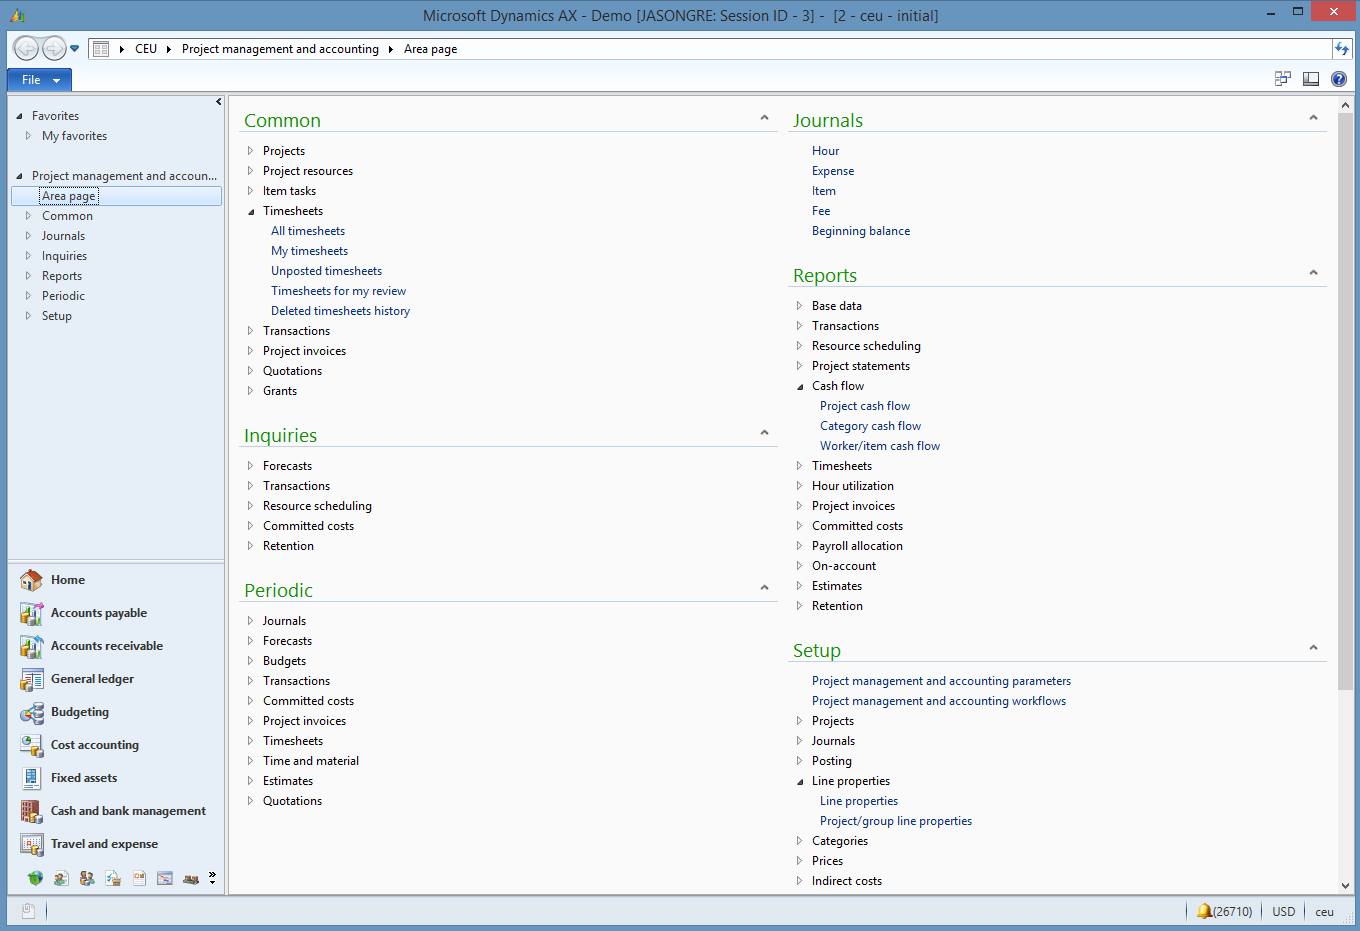 Microsoft Dynamics AX - Demo [JASONGRE: Session ID - 3] - [2 - ceu - initial]
CEU
Project management and accounting
Area page
File
Favorites
My favorites
Project management and accoun...
Area page
Common
Journals
Inquiries
Reports
Periodic
Setup
Home
Accounts payable
Accounts receivable
General ledger
Budgeting
Cost accounting
Fixed assets
Cash and bank management
Travel and expense
Common
Projects
Project resources
Item tasks
Timesheets
All timesheets
My timesheets
Unposted timesheets
Timesheets for my review
Deleted timesheets history
Transactions
Project invoices
Quotations
Grants
Inquiries
Forecasts
Transactions
Resource scheduling
Committed costs
Retention
Periodic
Journals
Forecasts
Budgets
Transactions
Committed costs
Project invoices
Timesheets
Time and material
Estimates
Quotations
Journals
Hour
Expense
Item
Fee
Beginning balance
Reports
Base data
Transactions
Resource scheduling
Project statements
Cash flow
Project cash flow
Category cash flow
Worker/item cash flow
Timesheets
Hour utilization
Project invoices
Committed costs
Payroll allocation
On-account
Estimates
Retention
Setup
Project management and accounting parameters
Project management and accounting workflows
Projects
Journals
Posting
Line properties
Line properties
Project/group line properties
Categories
Prices
Indirect costs
(26710)
USD
ceu